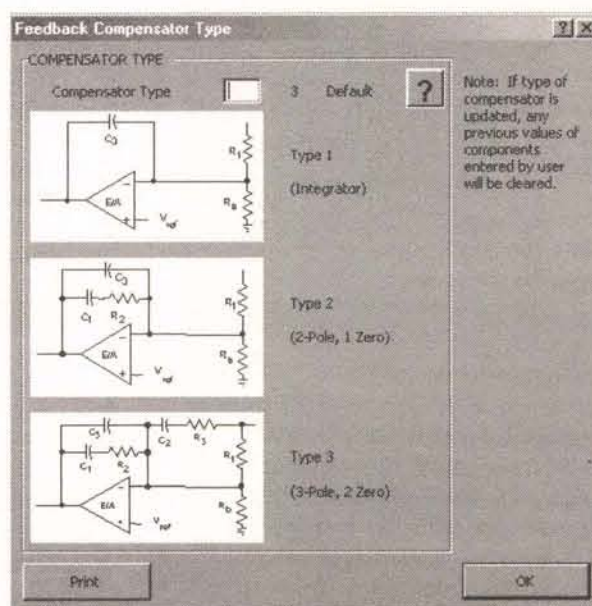 Feedback Compensator Type
? X
COMPENSATOR TYPE
Compensator Type
3 Default
?
Note: If type of
compensator is
updated, any
previous values of
components
entered by user
will be cleared.
C3
R1
Type 1
(Integrator)
E/A
Vref
C3
C1 R2
R1
Type 2
(2-Pole, 1 Zero)
E/A
Vref
C2 R3
C1 R2
R1
Type 3
(3-Pole, 2 Zero)
E/A
Rb
Vref
Print
OK